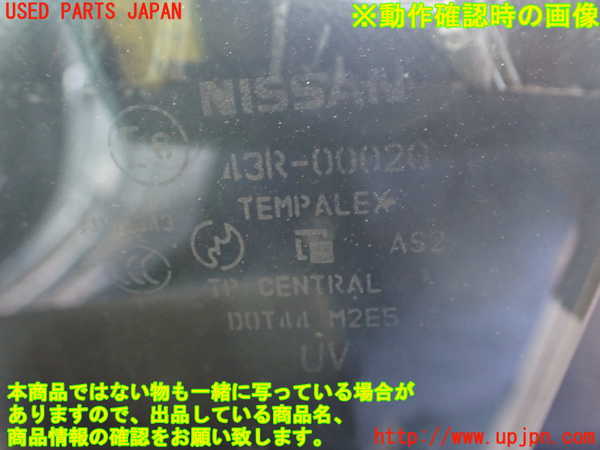 USED PARTS JAPAN
※動作確認時の画像
NISSAN
43R-00020
TEMPALEX
AS2
TP CENTRAL
DOT44 M2E5
UV
本商品ではない物も一緒に写っている場合が
ありますので、出品している商品名、
商品情報の確認をお願い致します。
http://www.upjpn.com/